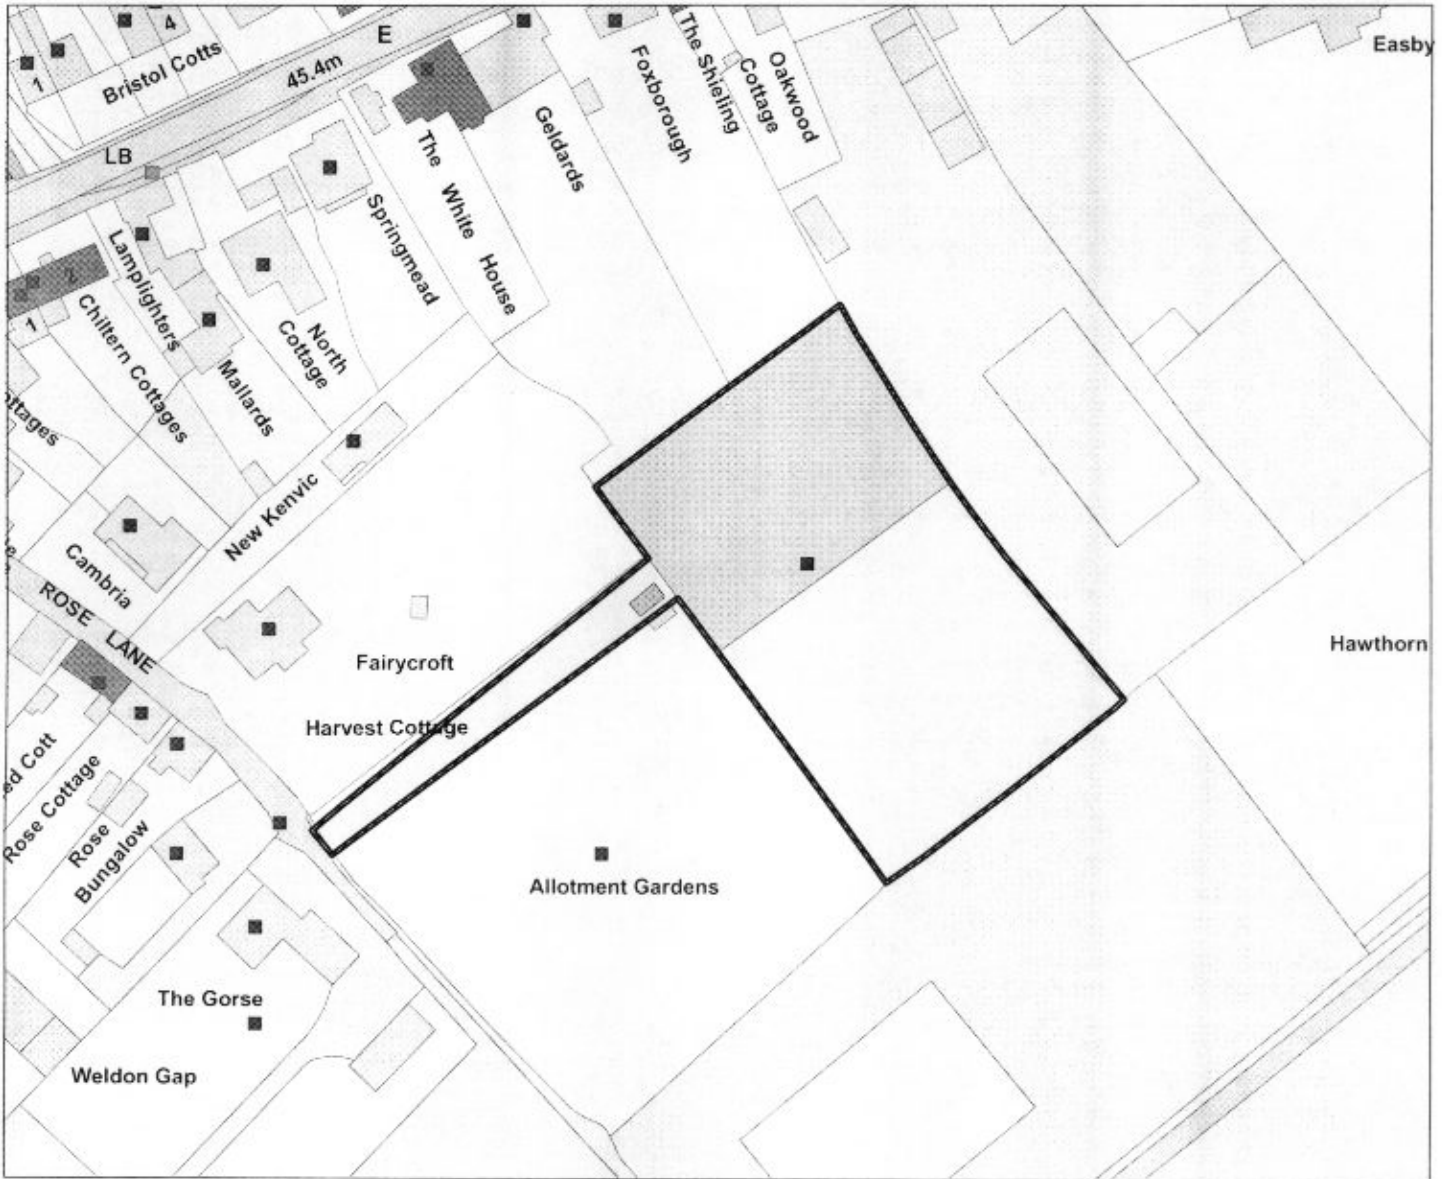 4
E
1
Bristol Cotts
45.4m
LB
The Shieling
Oakwood
Cottage
Foxborough
Easby
Geldards
The White House
Springmead
Lamplighters
2
1
Chiltern Cottages
North
Cottage
Mallards
ottages
New Kenvic
Cambria
ROSE LANE
Fairycroft
Harvest Cottage
Hawthorn
ed Cott
Rose Cottage
Rose
Bungalow
Allotment Gardens
The Gorse
Weldon Gap